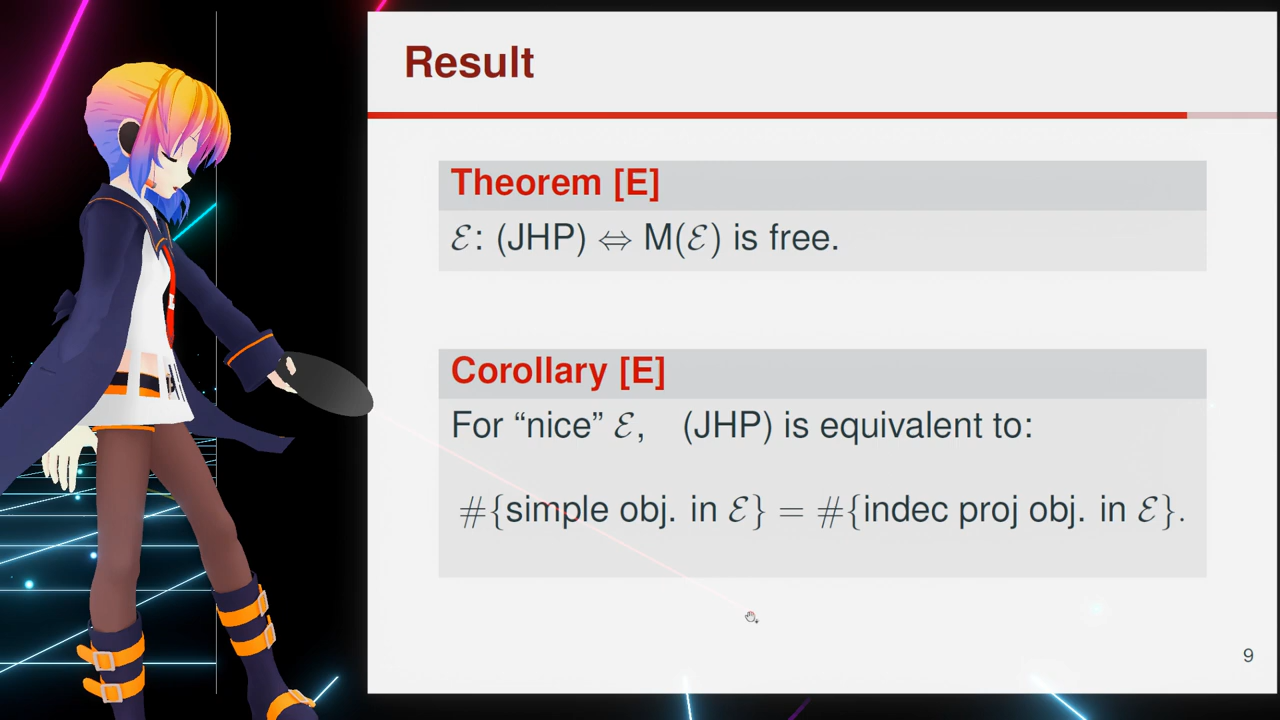 Result
Theorem [E]
ℰ: (JHP) ⇔ M(ℰ) is free.
Corollary [E]
For “nice” ℰ, (JHP) is equivalent to:
#{simple obj. in ℰ} = #{indec proj obj. in ℰ}.
9